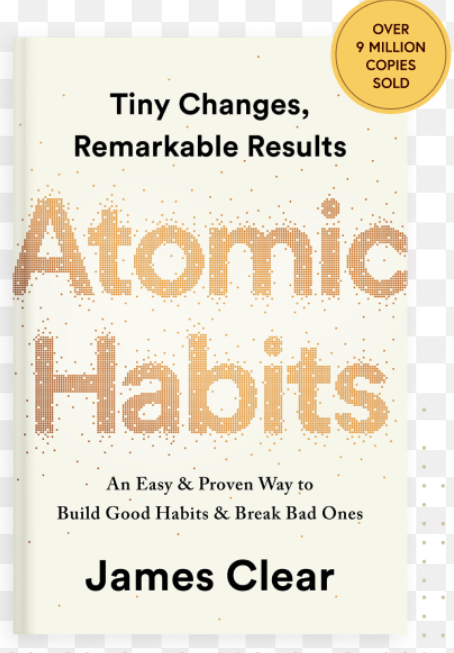 OVER
9 MILLION
COPIES
SOLD
Tiny Changes,
Remarkable Results
Atomic
Habits
An Easy & Proven Way to
Build Good Habits & Break Bad Ones
James Clear